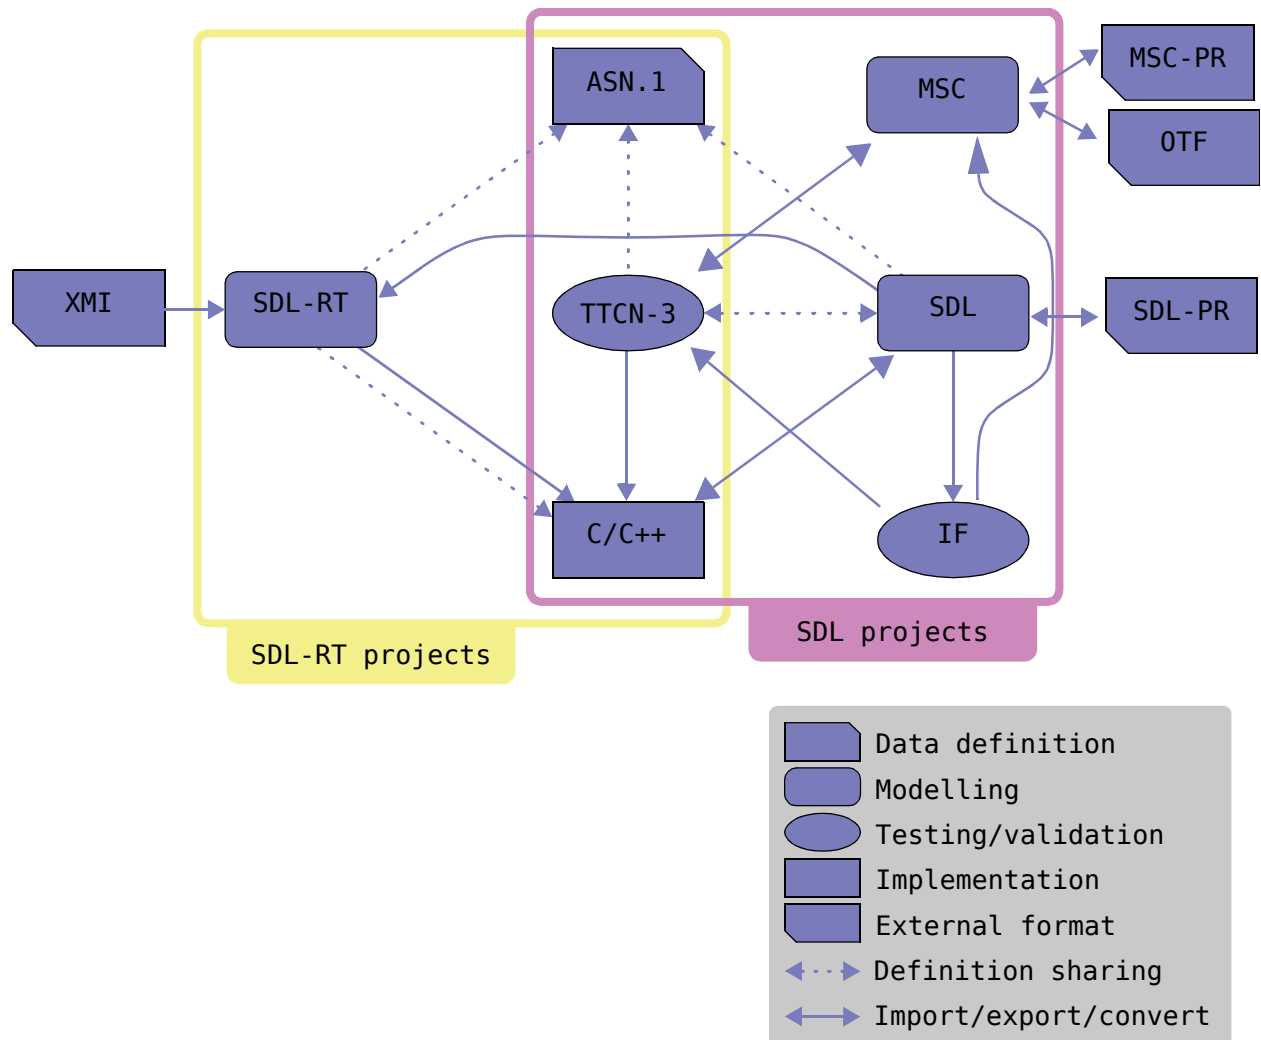 ASN.1
MSC
MSC-PR
OTF
XMI
SDL-RT
TTCN-3
SDL
SDL-PR
C/C++
IF
SDL-RT projects
SDL projects
Data definition
Modelling
Testing/validation
Implementation
External format
Definition sharing
Import/export/convert